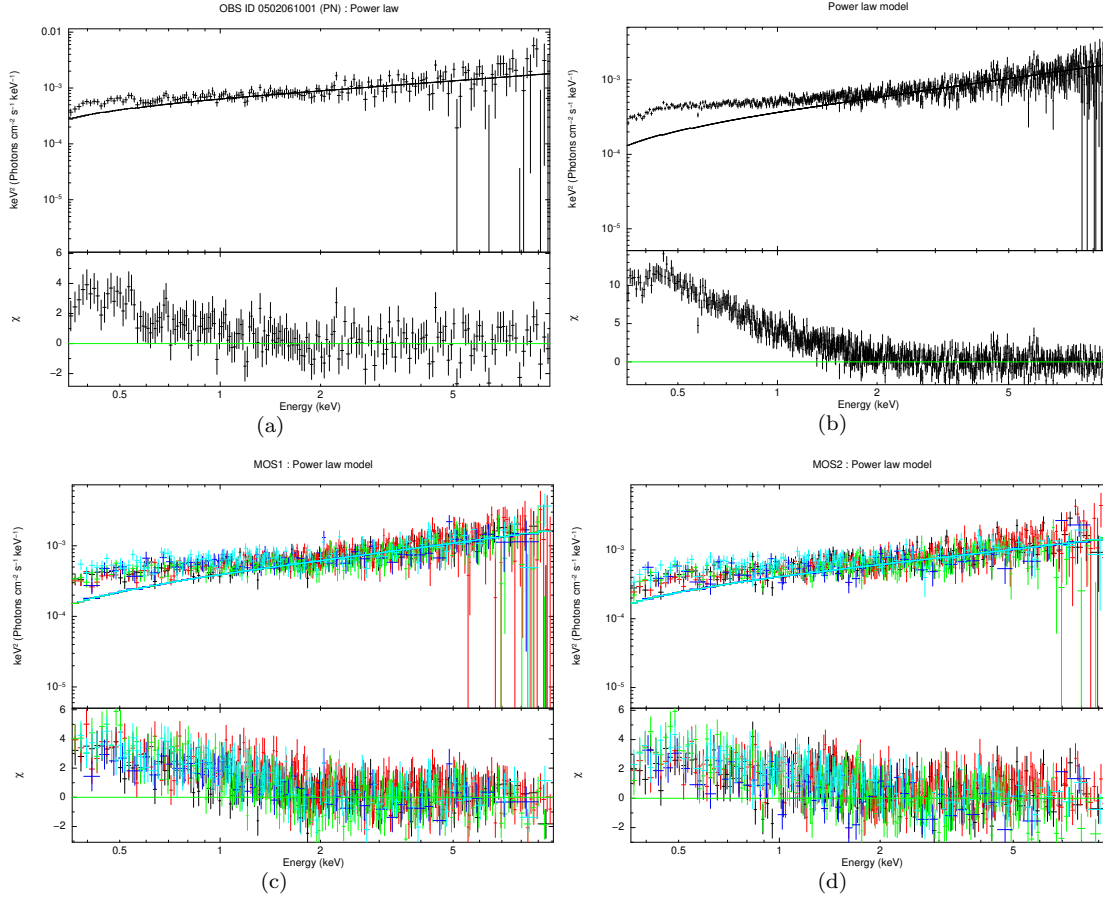 OBS ID 0502061001 (PN) : Power law
keV² (Photons cm⁻² s⁻¹ keV⁻¹)
0.01
10⁻³
10⁻⁴
10⁻⁵
6
χ
4
2
0
−2
0.5 1 2 5
Energy (keV)
(a)
Power law model
keV² (Photons cm⁻² s⁻¹ keV⁻¹)
10⁻³
10⁻⁴
10⁻⁵
χ
10
5
0
0.5 1 2 5
Energy (keV)
(b)
MOS1 : Power law model
keV² (Photons cm⁻² s⁻¹ keV⁻¹)
10⁻³
10⁻⁴
10⁻⁵
χ
6
4
2
0
−2
0.5 1 2 5
Energy (keV)
(c)
MOS2 : Power law model
keV² (Photons cm⁻² s⁻¹ keV⁻¹)
10⁻³
10⁻⁴
10⁻⁵
χ
6
4
2
0
−2
0.5 1 2 5
Energy (keV)
(d)